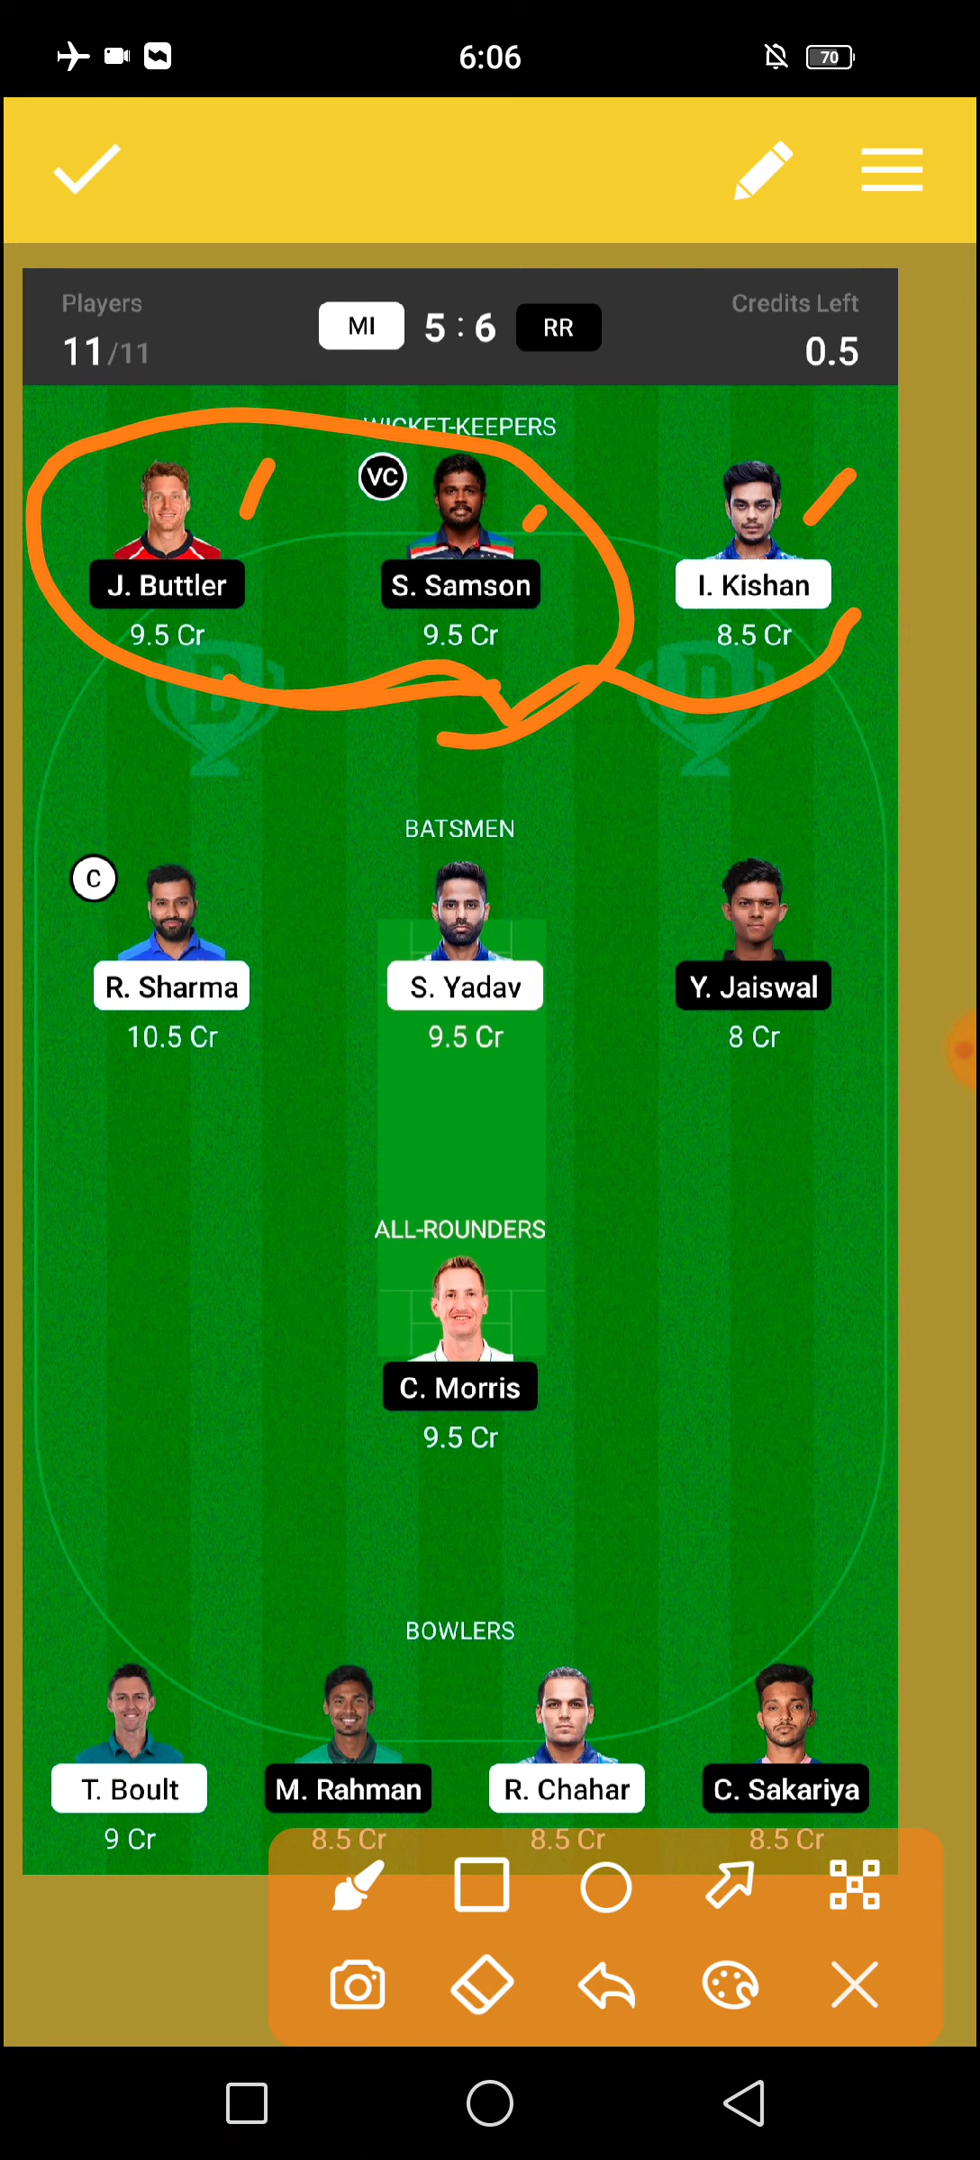 6:06
70
Players
MI 5 : 6 RR
Credits Left
11/11
0.5
WICKET-KEEPERS
VC
J. Buttler
S. Samson
I. Kishan
9.5 Cr
9.5 Cr
8.5 Cr
D
D
BATSMEN
C
R. Sharma
S. Yadav
Y. Jaiswal
10.5 Cr
9.5 Cr
8 Cr
ALL-ROUNDERS
C. Morris
9.5 Cr
BOWLERS
T. Boult
M. Rahman
R. Chahar
C. Sakariya
9 Cr
8.5 Cr
8.5 Cr
8.5 Cr